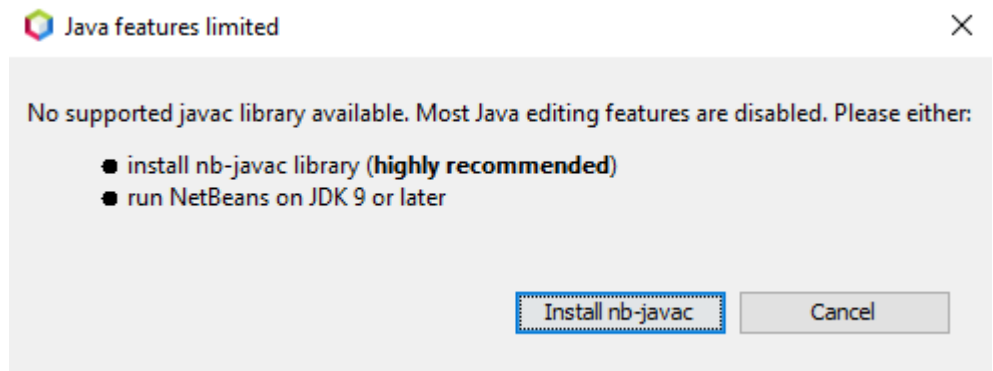 Java features limited
No supported javac library available. Most Java editing features are disabled. Please either:
install nb-javac library (highly recommended)
run NetBeans on JDK 9 or later
Install nb-javac
Cancel